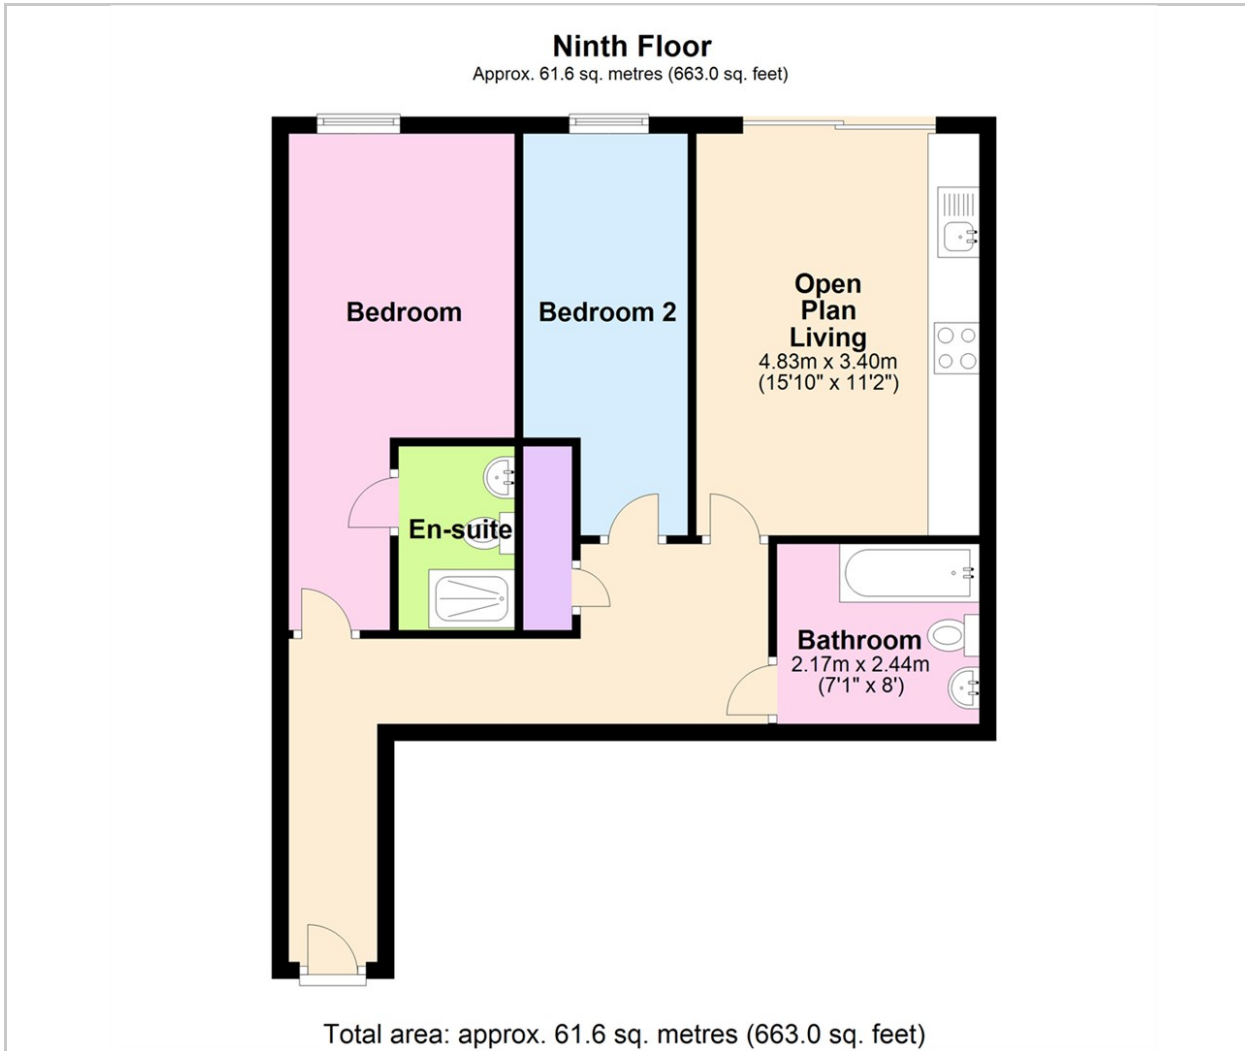 Ninth Floor
Approx. 61.6 sq. metres (663.0 sq. feet)
Bedroom
Bedroom 2
Open
Plan
Living
4.83m x 3.40m
(15'10" x 11'2")
En-suite
Bathroom
2.17m x 2.44m
(7'1" x 8')
Total area: approx. 61.6 sq. metres (663.0 sq. feet)